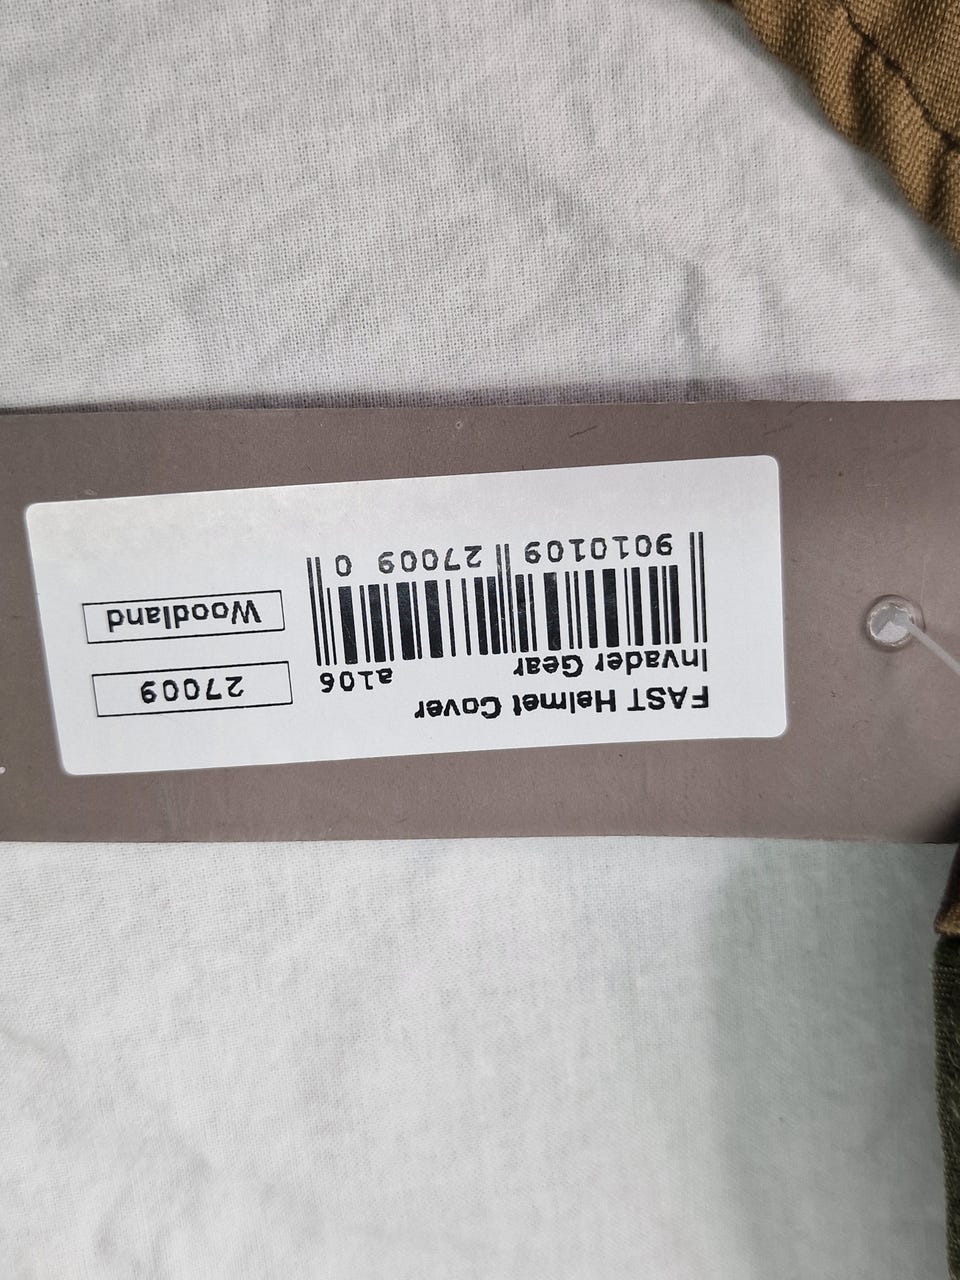 FAST Helmet Cover
Invader Gear
a106
9010109 27009 0
27009
Woodland